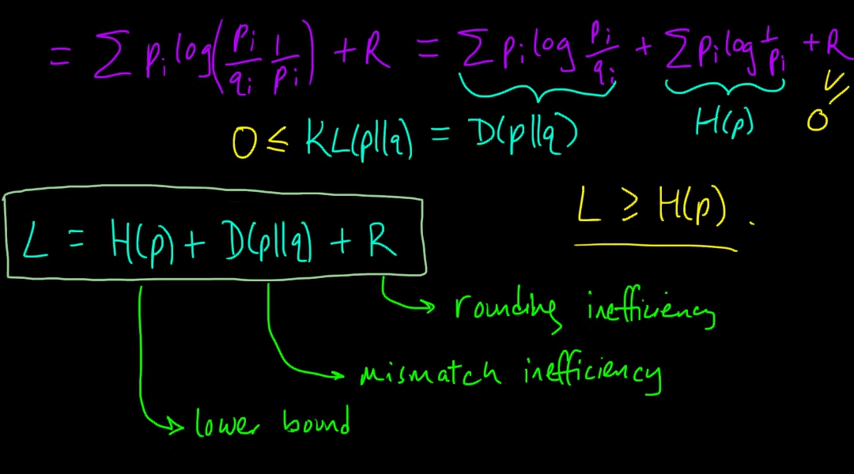 = ∑ pᵢ log(pᵢ/qᵢ 1/pᵢ) + R = ∑ pᵢ log pᵢ/qᵢ + ∑ pᵢ log 1/pᵢ + R
0 ≤ KL(p||q) = D(p||q) H(p) 0
L = H(p) + D(p||q) + R L ≥ H(p).
rounding inefficiency
mismatch inefficiency
lower bound